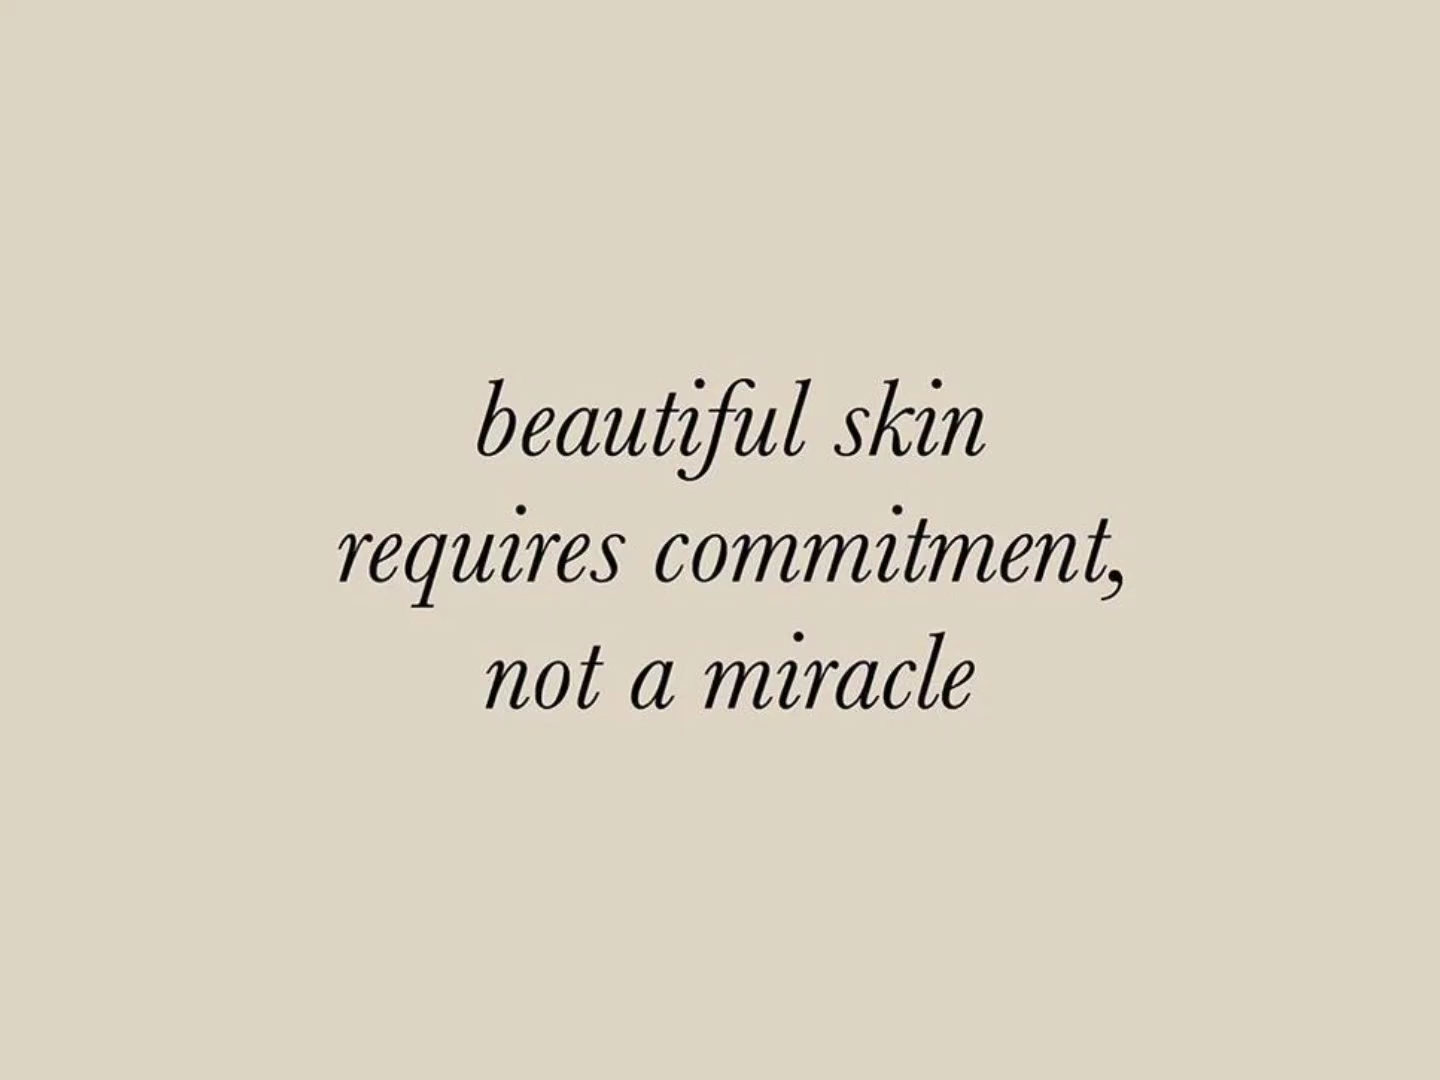 beautiful skin
requires commitment,
not a miracle